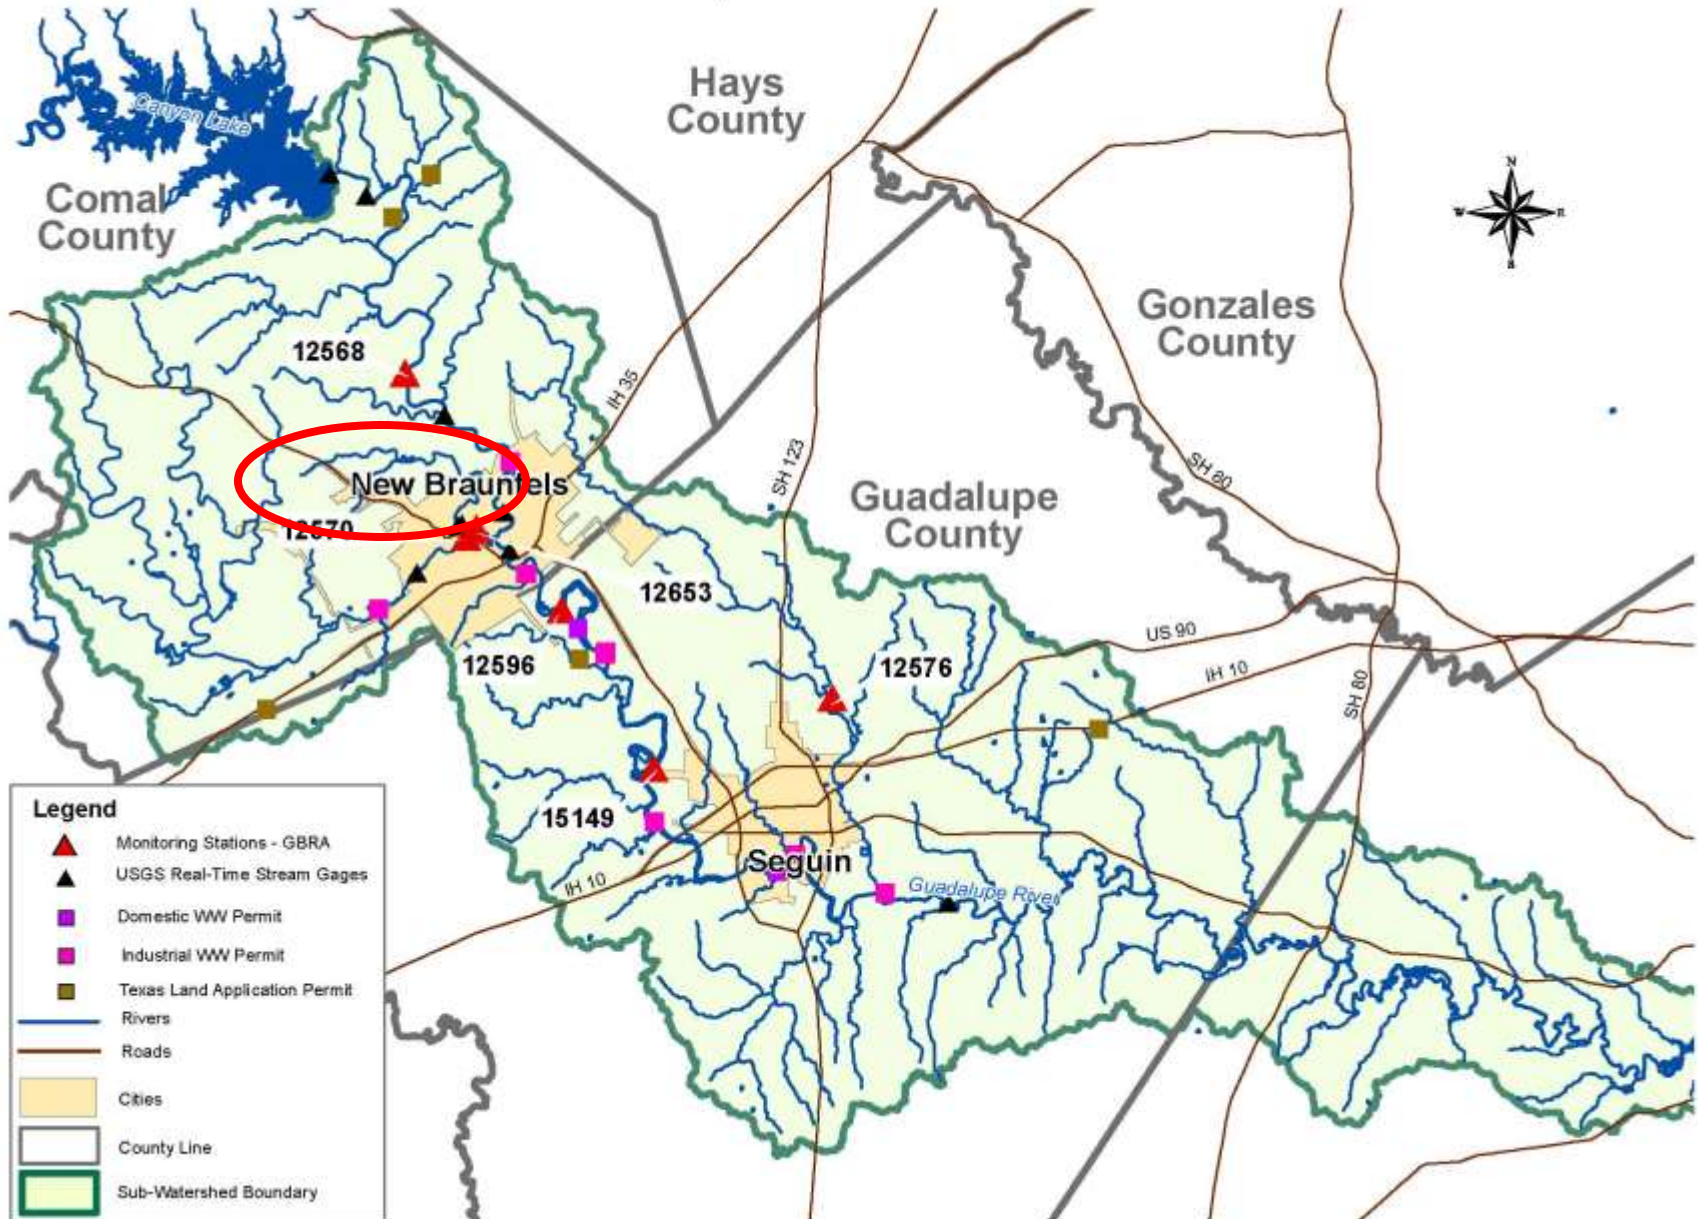 Hays
County
Canyon Lake
Comal
County
N
W
E
S
Gonzales
County
12568
IH 35
SH 123
SH 80
New Braunfels
Guadalupe
County
12653
US 90
12596
12576
IH 10
SH 80
15149
Seguin
IH 10
Guadalupe River
Legend
Monitoring Stations - GBRA
USGS Real-Time Stream Gages
Domestic WW Permit
Industrial WW Permit
Texas Land Application Permit
Rivers
Roads
Cities
County Line
Sub-Watershed Boundary